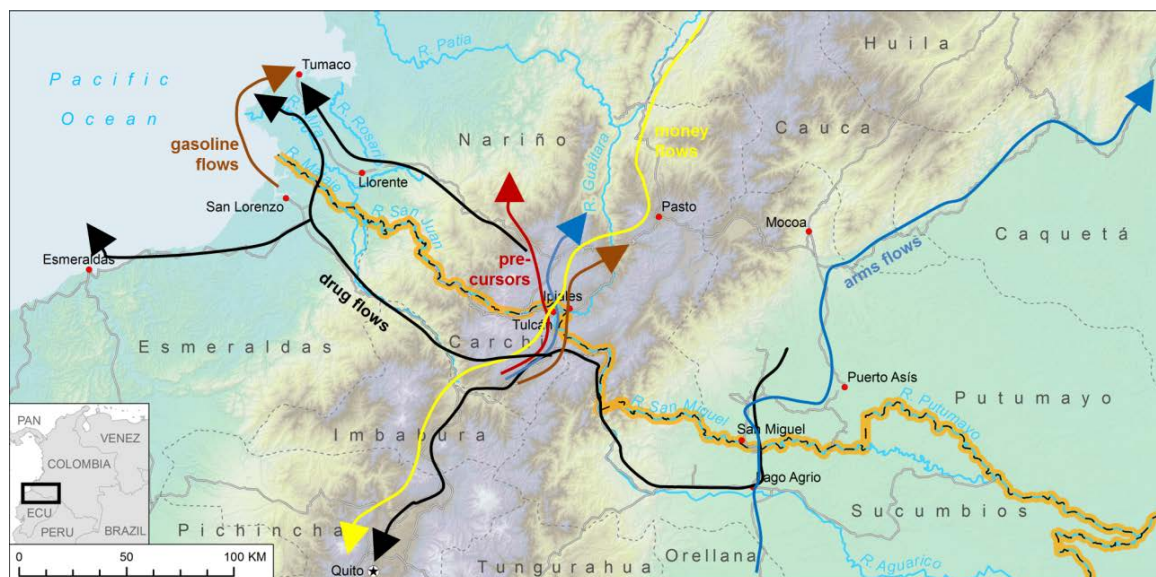 Pacific
Ocean
Tumaco
R. Patia
Huila
gasoline
flows
R. Mira
R. Rosario
R. Mataje
Nariño
money
flows
Cauca
Llorente
R. Guaitara
San Lorenzo
R. San Juan
Pasto
Mocoa
Caquetá
arms flows
Esmeraldas
pre-
cursors
drug flows
Ipiales
Tulcán
Carchi
Esmeraldas
Puerto Asís
R. Putumayo
Putumayo
Imbabura
R. San Miguel
San Miguel
PAN
VENEZ
COLOMBIA
ECU
PERU
BRAZIL
Lago Agrio
Sucumbios
Pichincha
Orellana
Tungurahua
R. Aguarico
Quito
0 50 100 KM